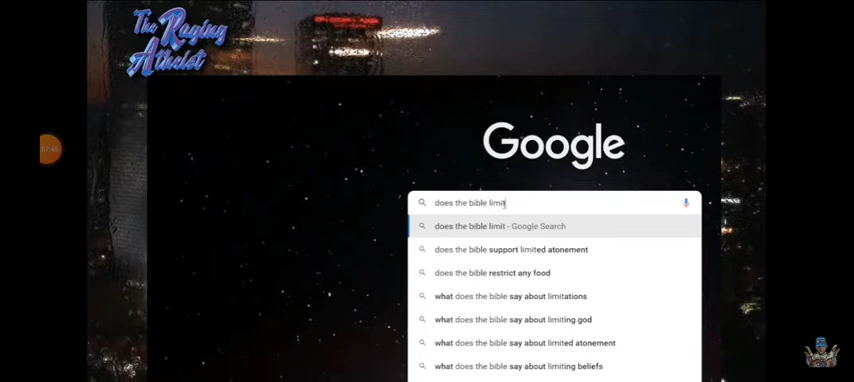 The Raging
Atheist
Google
does the bible limit
does the bible limit - Google Search
does the bible support limited atonement
does the bible restrict any food
what does the bible say about limitations
what does the bible say about limiting god
what does the bible say about limited atonement
what does the bible say about limiting beliefs